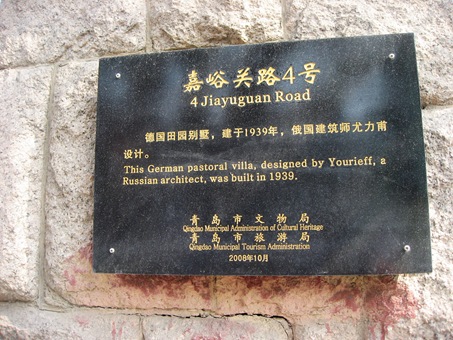 嘉峪关路4号
4 Jiayuguan Road
德国田园别墅，建于1939年，俄国建筑师尤力甫
设计。
This German pastoral villa, designed by Yourieff, a
Russian architect, was built in 1939.
青岛市文物局
Qingdao Municipal Administration of Cultural Heritage
青岛市旅游局
Qingdao Municipal Tourism Administration
2008年10月